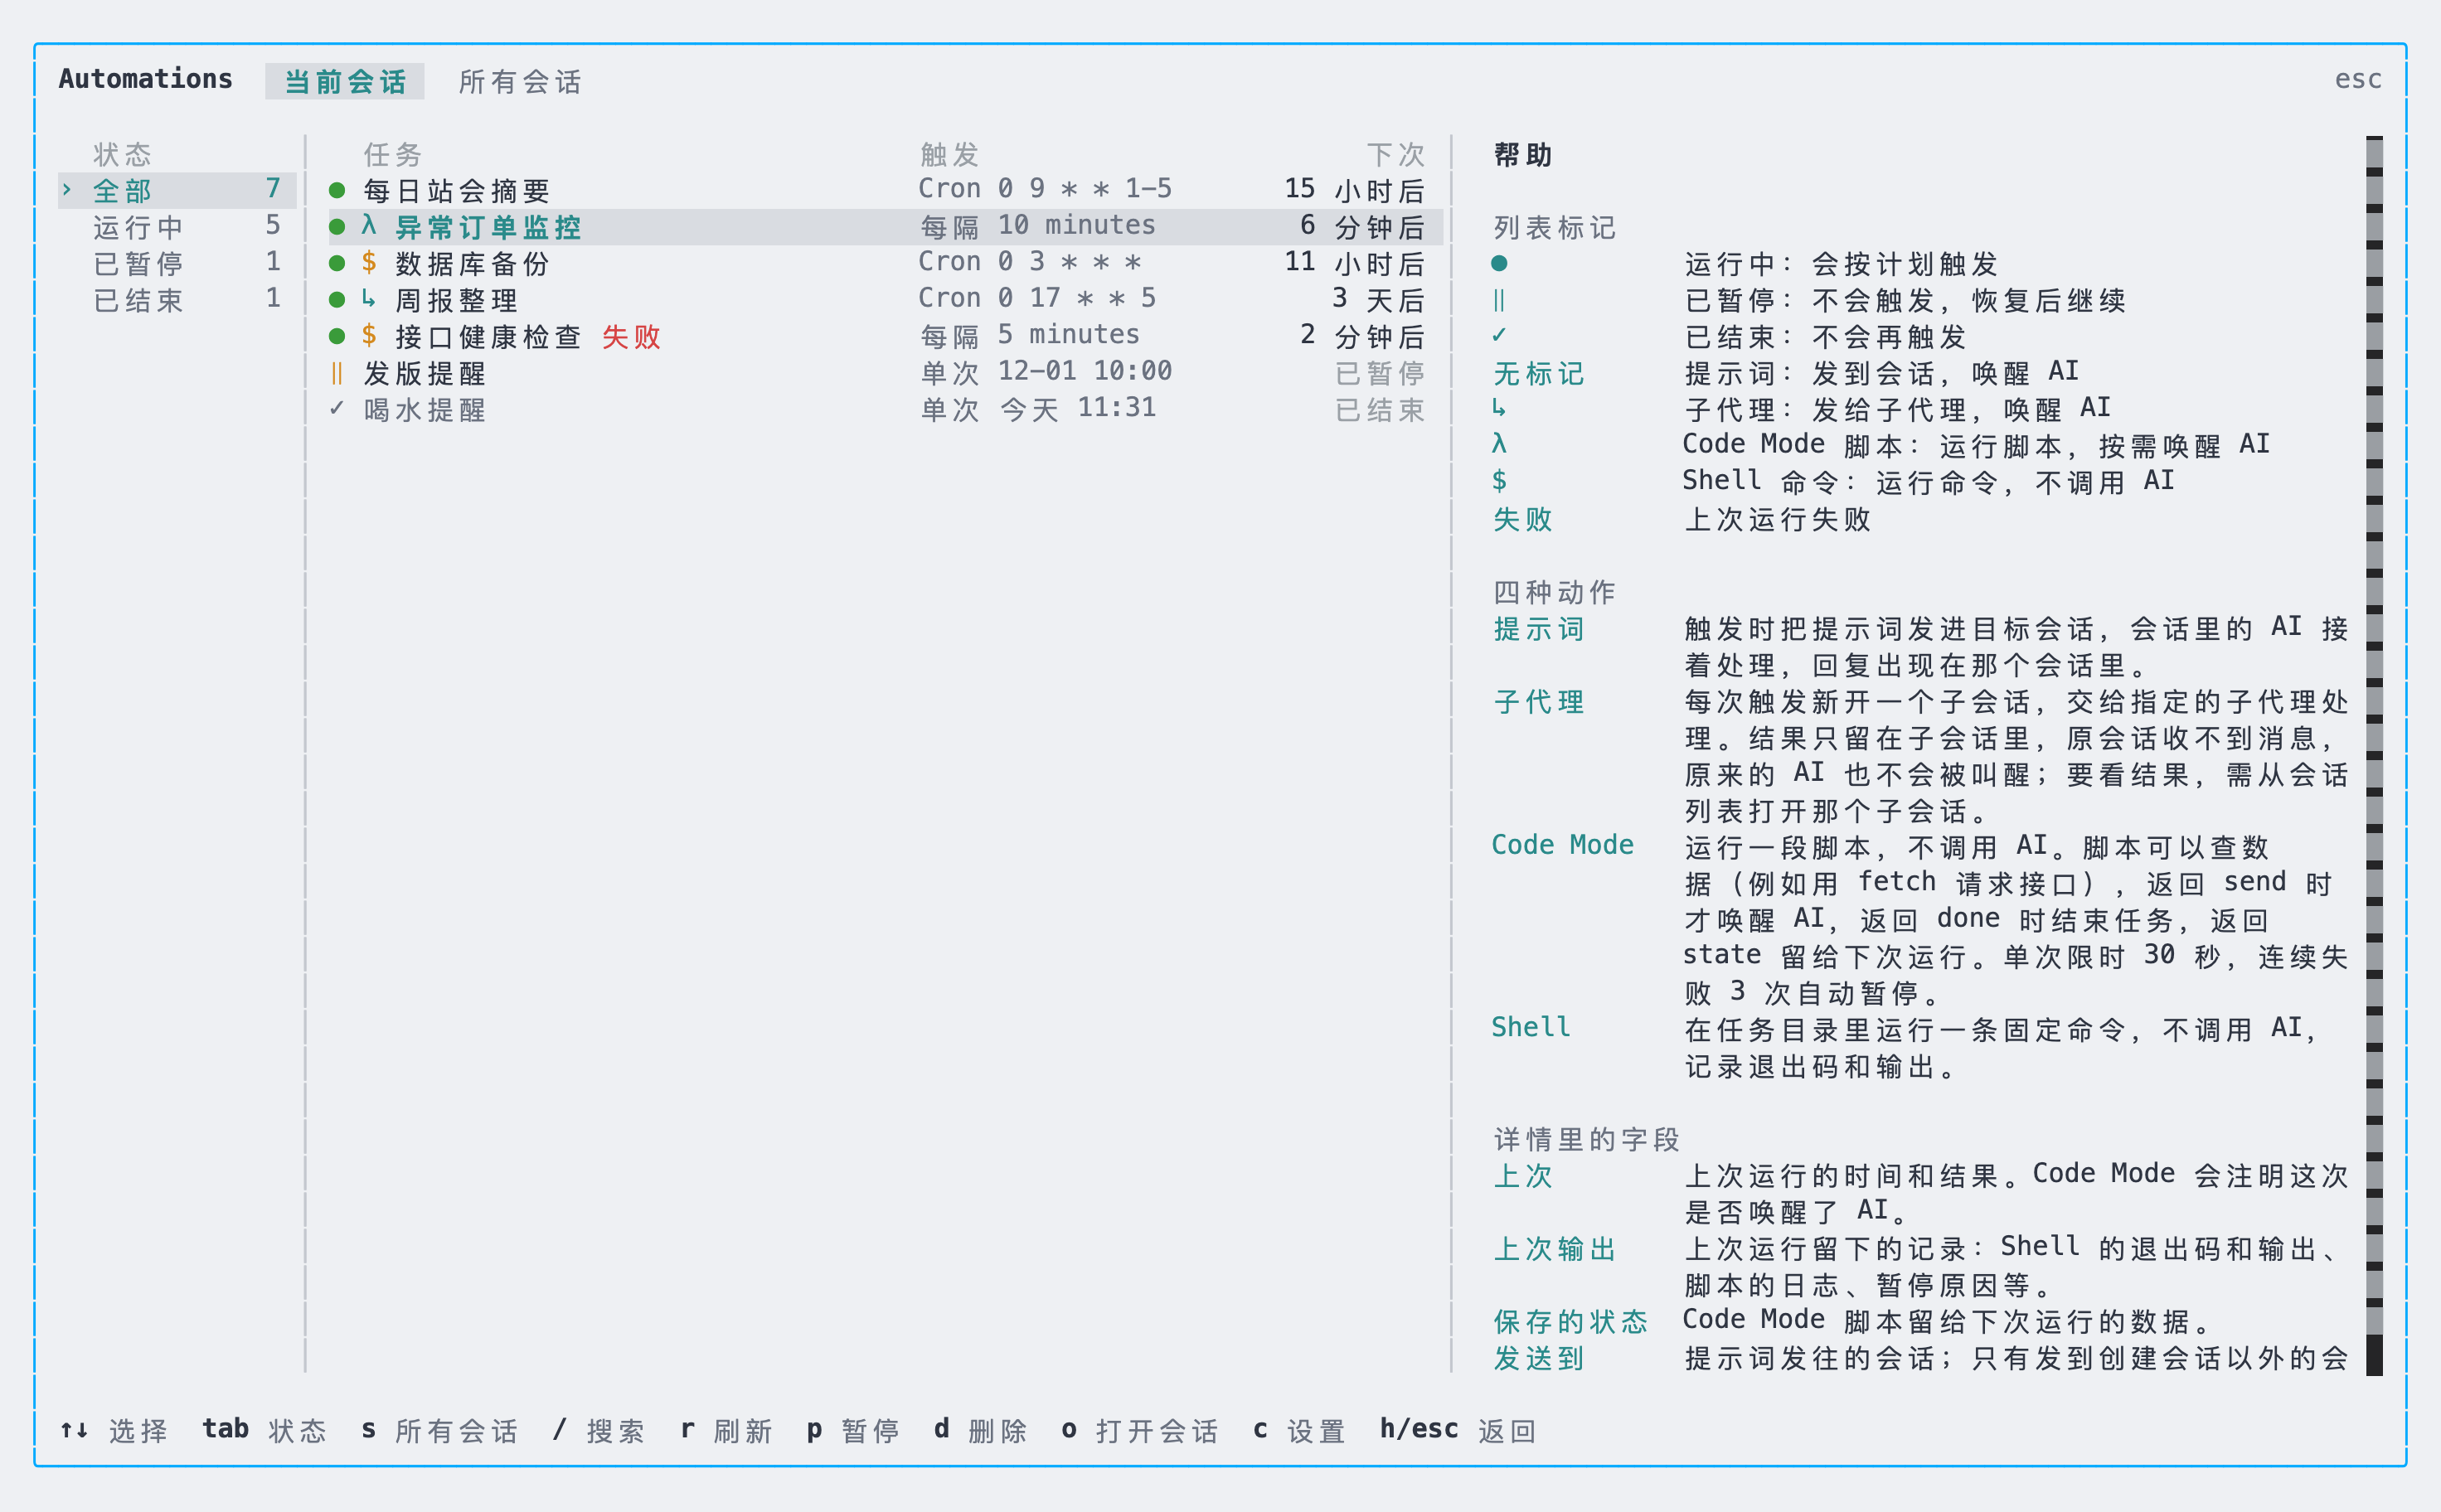 Automations 当前会话 所有会话 esc
状态
› 全部 7
运行中 5
已暂停 1
已结束 1
任务 触发 下次
● 每日站会摘要 Cron 0 9 * * 1-5 15 小时后
● λ 异常订单监控 每隔 10 minutes 6 分钟后
● $ 数据库备份 Cron 0 3 * * * 11 小时后
● ↳ 周报整理 Cron 0 17 * * 5 3 天后
● $ 接口健康检查 失败 每隔 5 minutes 2 分钟后
‖ 发版提醒 单次 12-01 10:00 已暂停
✓ 喝水提醒 单次 今天 11:31 已结束
帮助
列表标记
● 运行中：会按计划触发
‖ 已暂停：不会触发，恢复后继续
✓ 已结束：不会再触发
无标记 提示词：发到会话，唤醒 AI
↳ 子代理：发给子代理，唤醒 AI
λ Code Mode 脚本：运行脚本，按需唤醒 AI
$ Shell 命令：运行命令，不调用 AI
失败 上次运行失败
四种动作
提示词 触发时把提示词发进目标会话，会话里的 AI 接
着处理，回复出现在那个会话里。
子代理 每次触发新开一个子会话，交给指定的子代理处
理。结果只留在子会话里，原会话收不到消息，
原来的 AI 也不会被叫醒；要看结果，需从会话
列表打开那个子会话。
Code Mode 运行一段脚本，不调用 AI。脚本可以查数
据（例如用 fetch 请求接口），返回 send 时
才唤醒 AI，返回 done 时结束任务，返回
state 留给下次运行。单次限时 30 秒，连续失
败 3 次自动暂停。
Shell 在任务目录里运行一条固定命令，不调用 AI，
记录退出码和输出。
详情里的字段
上次 上次运行的时间和结果。Code Mode 会注明这次
是否唤醒了 AI。
上次输出 上次运行留下的记录：Shell 的退出码和输出、
脚本的日志、暂停原因等。
保存的状态 Code Mode 脚本留给下次运行的数据。
发送到 提示词发往的会话；只有发到创建会话以外的会
↑↓ 选择 tab 状态 s 所有会话 / 搜索 r 刷新 p 暂停 d 删除 o 打开会话 c 设置 h/esc 返回